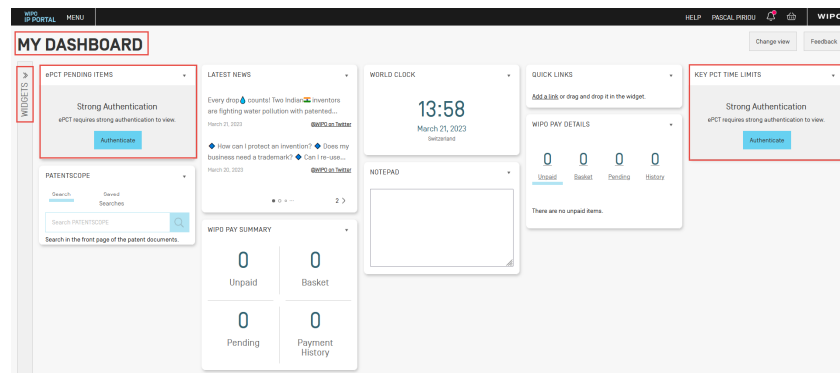 WIPO
IP PORTAL MENU
HELP PASCAL PIRIOU WIPO
MY DASHBOARD
Change view Feedback
WIDGETS
ePCT PENDING ITEMS
Strong Authentication
ePCT requires strong authentication to view.
Authenticate
PATENTSCOPE
Search Saved
Searches
Search PATENTSCOPE
Search in the front page of the patent documents.
LATEST NEWS
Every drop💧 counts! Two Indian🇮🇳 inventors
are fighting water pollution with patented...
March 21, 2023 @WIPO on Twitter
🔷 How can I protect an invention? 🔷 Does my
business need a trademark? 🔷 Can I re-use...
March 20, 2023 @WIPO on Twitter
2 >
WIPO PAY SUMMARY
0 0
Unpaid Basket
0 0
Pending Payment
History
WORLD CLOCK
13:58
March 21, 2023
Switzerland
NOTEPAD
QUICK LINKS
Add a link or drag and drop it in the widget.
WIPO PAY DETAILS
0 0 0 0
Unpaid Basket Pending History
There are no unpaid items.
KEY PCT TIME LIMITS
Strong Authentication
ePCT requires strong authentication to view.
Authenticate